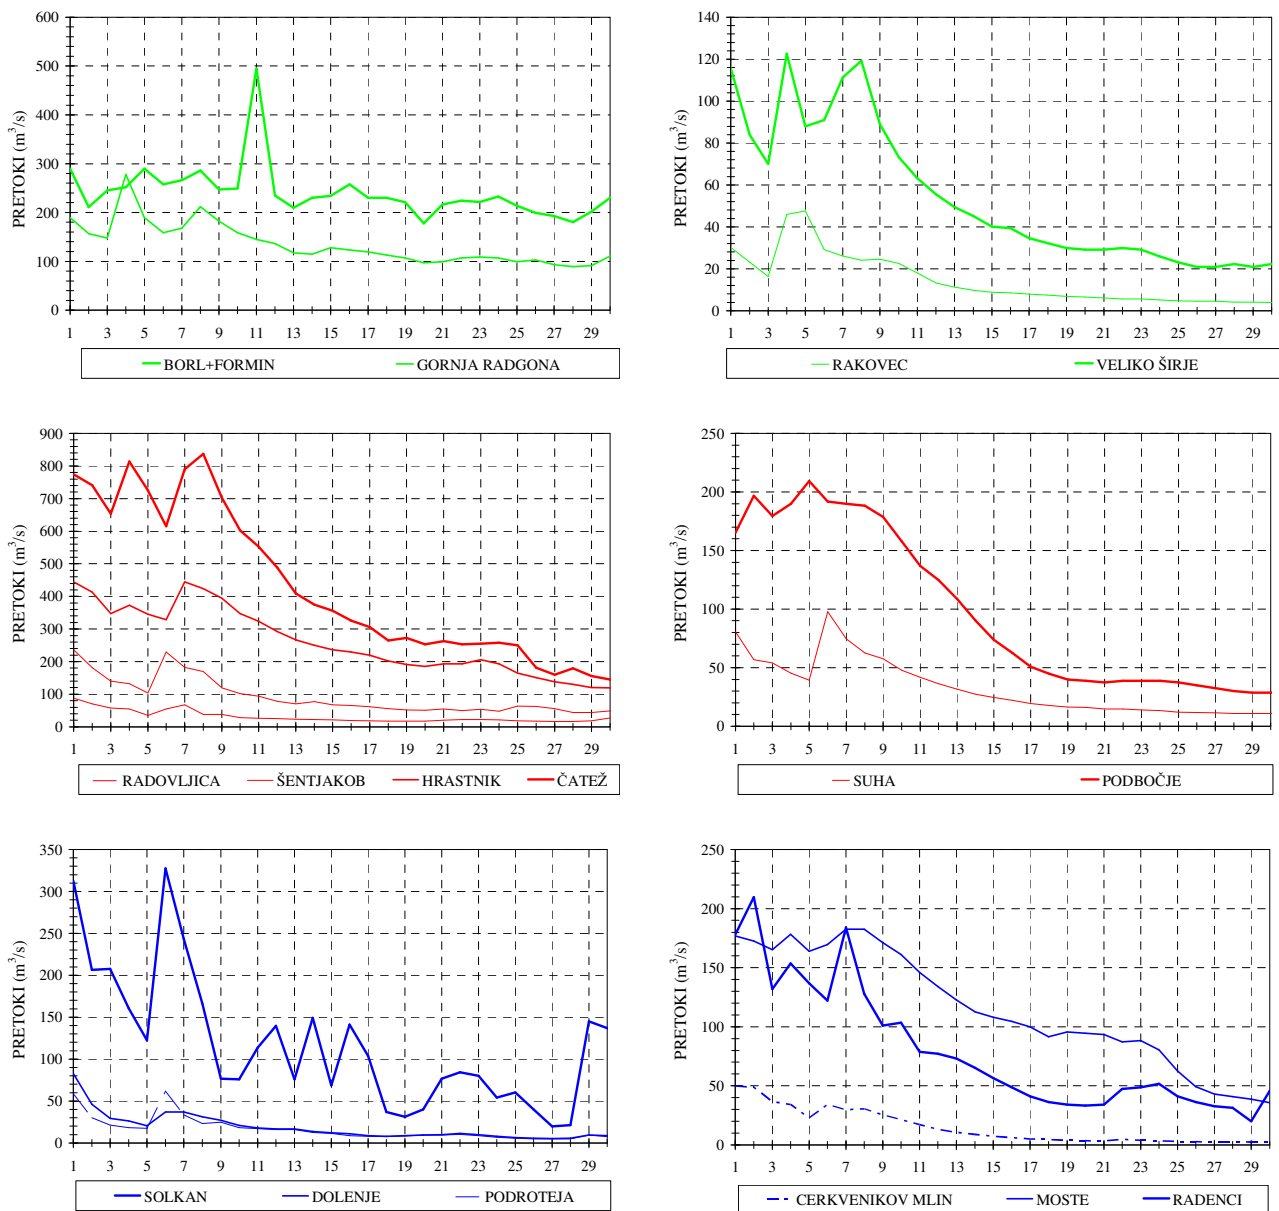 600
500
400
300
200
100
0
PRETOKI (m³/s)
1 3 5 7 9 11 13 15 17 19 21 23 25 27 29
BORL+FORMIN GORNJA RADGONA
140
120
100
80
60
40
20
0
PRETOKI (m³/s)
1 3 5 7 9 11 13 15 17 19 21 23 25 27 29
RAKOVEC VELIKO ŠIRJE
900
800
700
600
500
400
300
200
100
0
PRETOKI (m³/s)
1 3 5 7 9 11 13 15 17 19 21 23 25 27 29
RADOVLJICA ŠENTJAKOB HRASTNIK ČATEŽ
250
200
150
100
50
0
PRETOKI (m³/s)
1 3 5 7 9 11 13 15 17 19 21 23 25 27 29
SUHA PODBOČJE
350
300
250
200
150
100
50
0
PRETOKI (m³/s)
1 3 5 7 9 11 13 15 17 19 21 23 25 27 29
SOLKAN DOLENJE PODROTEJA
250
200
150
100
50
0
PRETOKI (m³/s)
1 3 5 7 9 11 13 15 17 19 21 23 25 27 29
CERKVENIKOV MLIN MOSTE RADENCI